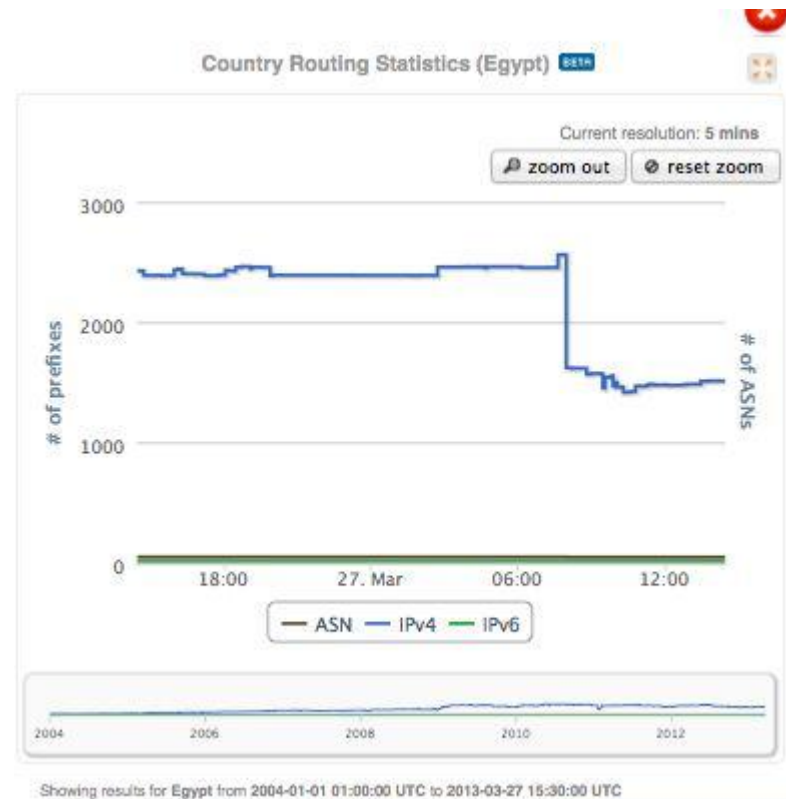 Country Routing Statistics (Egypt) BETA
Current resolution: 5 mins
zoom out reset zoom
3000
2000
1000
0
# of prefixes
# of ASNs
18:00 27. Mar 06:00 12:00
ASN IPv4 IPv6
2004 2006 2008 2010 2012
Showing results for Egypt from 2004-01-01 01:00:00 UTC to 2013-03-27 15:30:00 UTC